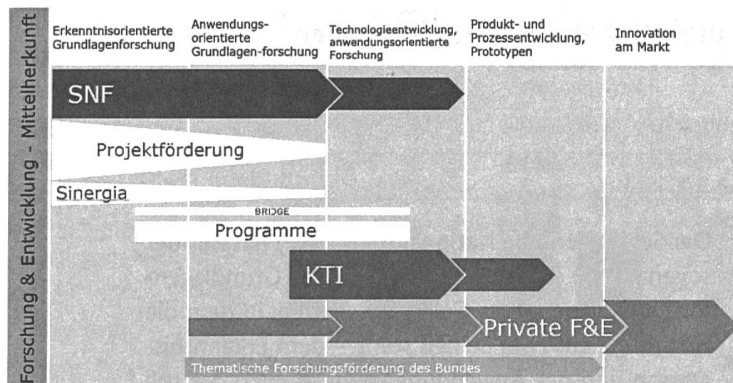 Forschung & Entwicklung - Mittelherkunft
Erkenntnisorientierte
Grundlagenforschung
Anwendungs-
orientierte
Grundlagen-forschung
Technologieentwicklung,
anwendungsorientierte
Forschung
Produkt- und
Prozessentwicklung,
Prototypen
Innovation
am Markt
SNF
Projektförderung
Sinergia
BRIDGE
Programme
KTI
Private F&E
Thematische Forschungsförderung des Bundes